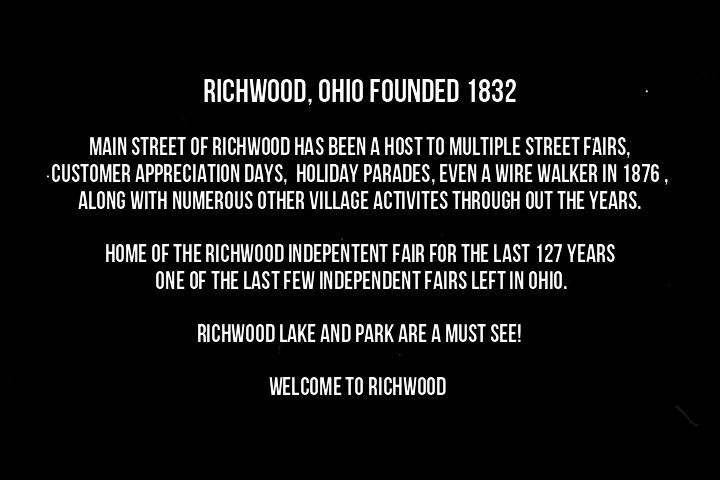 RICHWOOD, OHIO FOUNDED 1832
MAIN STREET OF RICHWOOD HAS BEEN A HOST TO MULTIPLE STREET FAIRS,
CUSTOMER APPRECIATION DAYS,  HOLIDAY PARADES, EVEN A WIRE WALKER IN 1876 ,
ALONG WITH NUMEROUS OTHER VILLAGE ACTIVITES THROUGH OUT THE YEARS.
HOME OF THE RICHWOOD INDEPENTENT FAIR FOR THE LAST 127 YEARS
ONE OF THE LAST FEW INDEPENDENT FAIRS LEFT IN OHIO.
RICHWOOD LAKE AND PARK ARE A MUST SEE!
WELCOME TO RICHWOOD